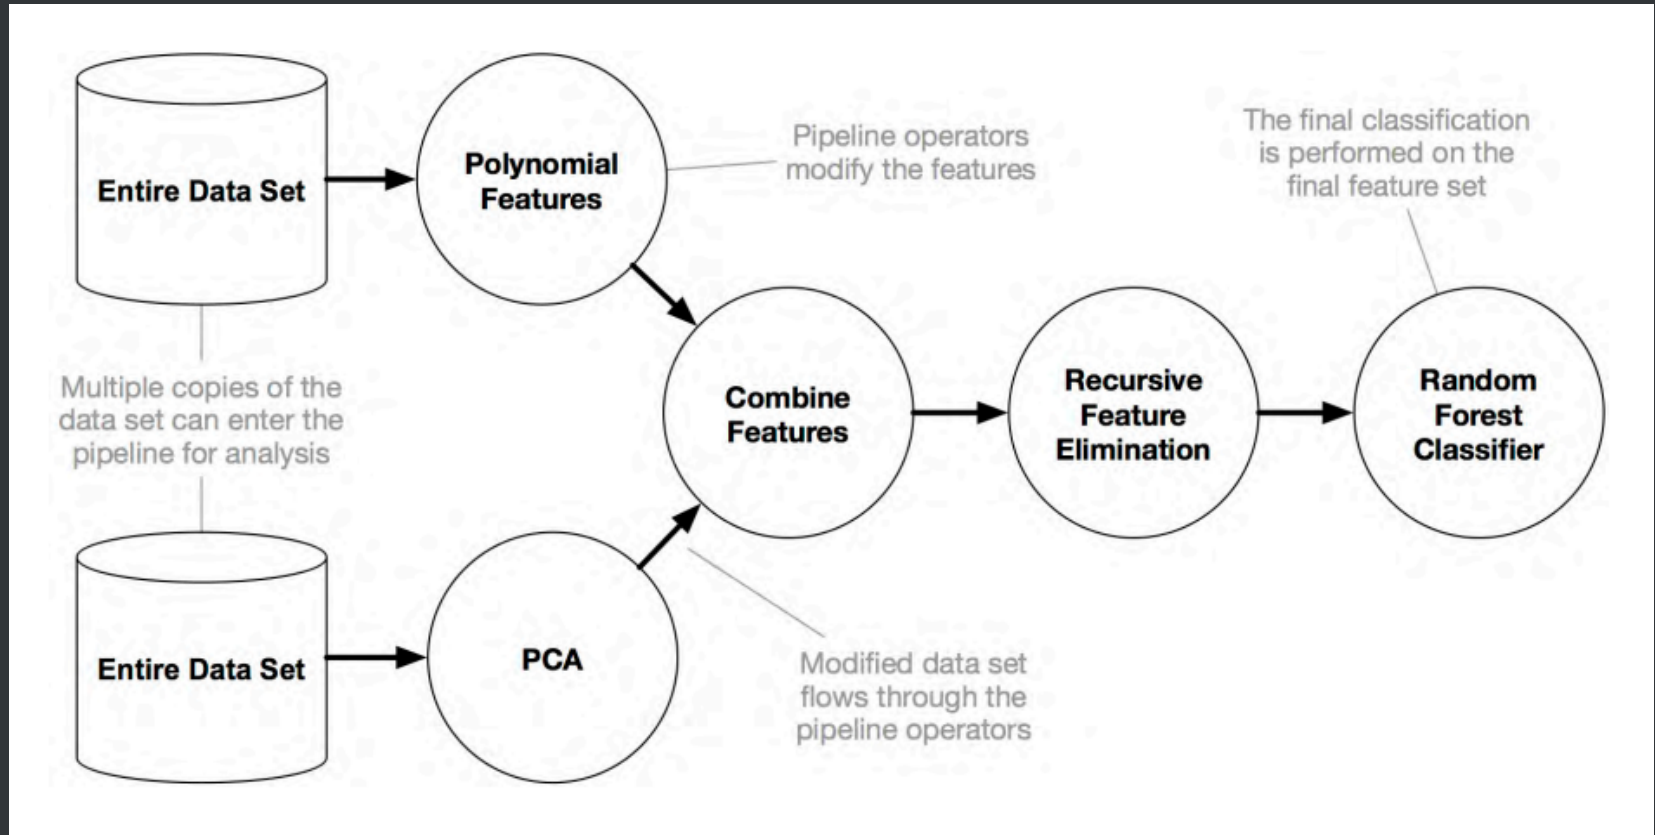 Entire Data Set
Polynomial
Features
Pipeline operators
modify the features
The final classification
is performed on the
final feature set
Multiple copies of the
data set can enter the
pipeline for analysis
Combine
Features
Recursive
Feature
Elimination
Random
Forest
Classifier
Entire Data Set
PCA
Modified data set
flows through the
pipeline operators